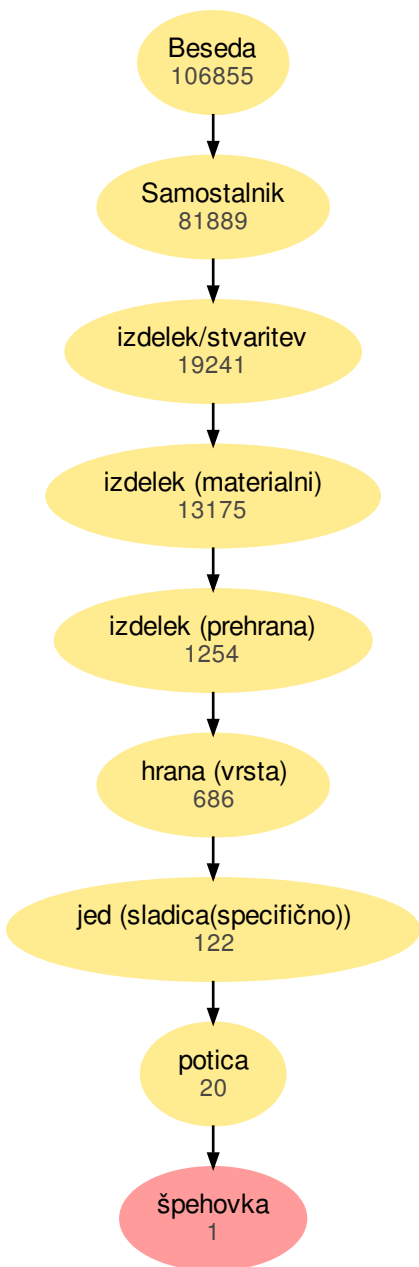 Beseda
106855
Samostalnik
81889
izdelek/stvaritev
19241
izdelek (materialni)
13175
izdelek (prehrana)
1254
hrana (vrsta)
686
jed (sladica(specifično))
122
potica
20
špehovka
1